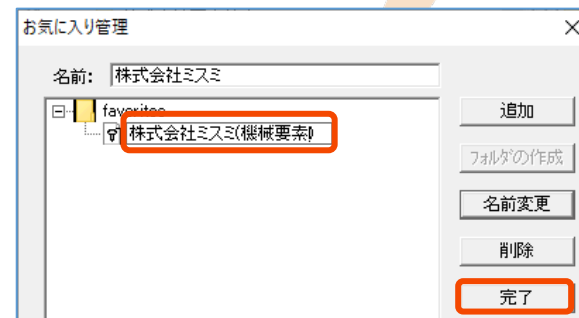 お気に入り管理
名前: 株式会社ミスミ
favorites
株式会社ミスミ(機械要素)
追加
フォルダの作成
名前変更
削除
完了